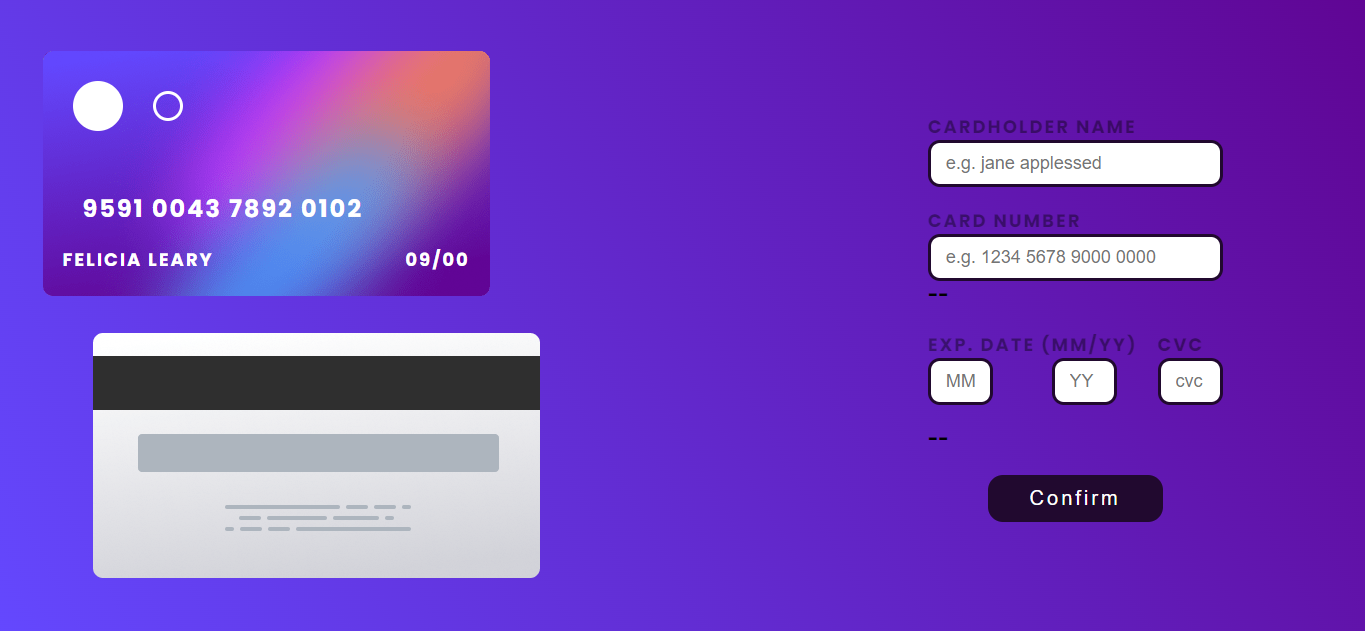 9591 0043 7892 0102
FELICIA LEARY 09/00
CARDHOLDER NAME
e.g. jane applessed
CARD NUMBER
e.g. 1234 5678 9000 0000
--
EXP. DATE (MM/YY) CVC
MM YY cvc
--
Confirm